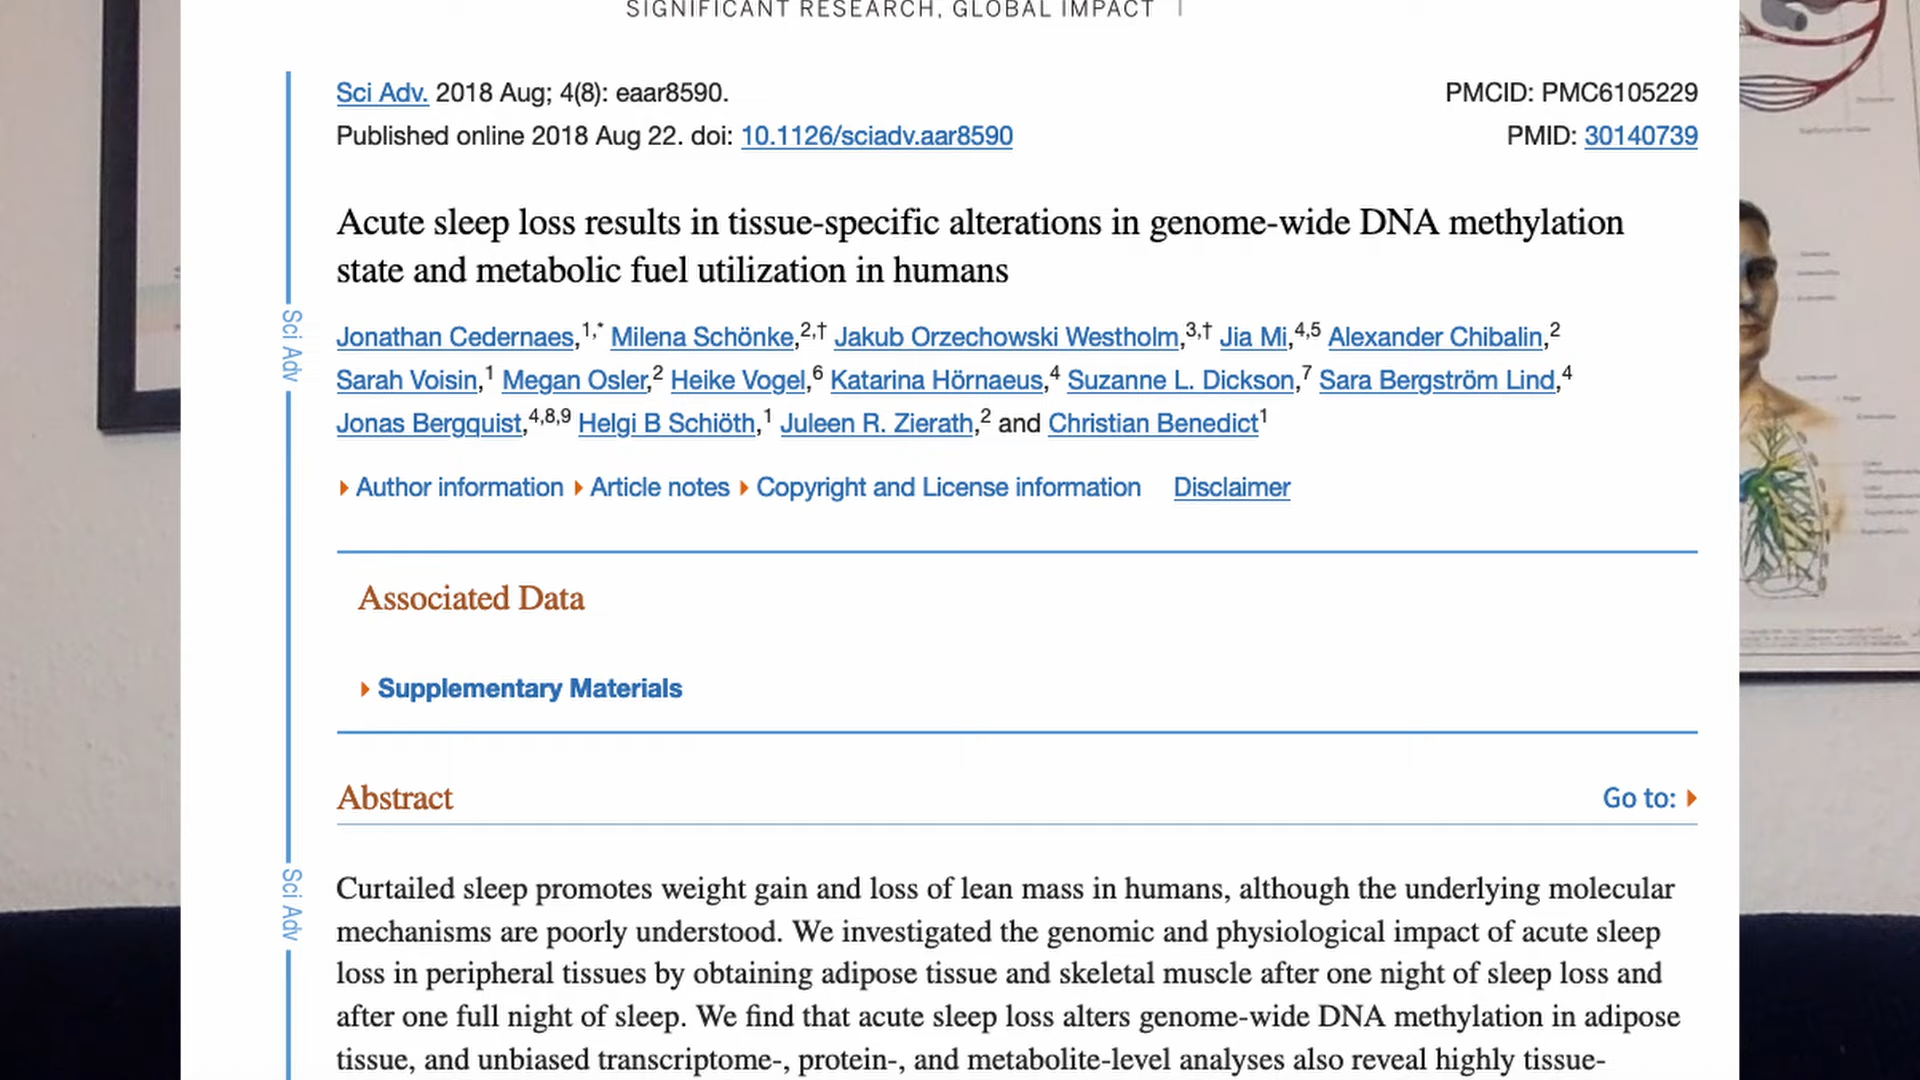 SIGNIFICANT RESEARCH, GLOBAL IMPACT
Sci Adv. 2018 Aug; 4(8): eaar8590.
PMCID: PMC6105229
Published online 2018 Aug 22. doi: 10.1126/sciadv.aar8590
PMID: 30140739
Acute sleep loss results in tissue-specific alterations in genome-wide DNA methylation
state and metabolic fuel utilization in humans
Sci Adv
Jonathan Cedernaes,1,* Milena Schönke,2,† Jakub Orzechowski Westholm,3,† Jia Mi,4,5 Alexander Chibalin,2
Sarah Voisin,1 Megan Osler,2 Heike Vogel,6 Katarina Hörnaeus,4 Suzanne L. Dickson,7 Sara Bergström Lind,4
Jonas Bergquist,4,8,9 Helgi B Schiöth,1 Juleen R. Zierath,2 and Christian Benedict1
Author information Article notes Copyright and License information Disclaimer
Associated Data
Supplementary Materials
Abstract
Go to:
Sci Adv
Curtailed sleep promotes weight gain and loss of lean mass in humans, although the underlying molecular
mechanisms are poorly understood. We investigated the genomic and physiological impact of acute sleep
loss in peripheral tissues by obtaining adipose tissue and skeletal muscle after one night of sleep loss and
after one full night of sleep. We find that acute sleep loss alters genome-wide DNA methylation in adipose
tissue, and unbiased transcriptome-, protein-, and metabolite-level analyses also reveal highly tissue-